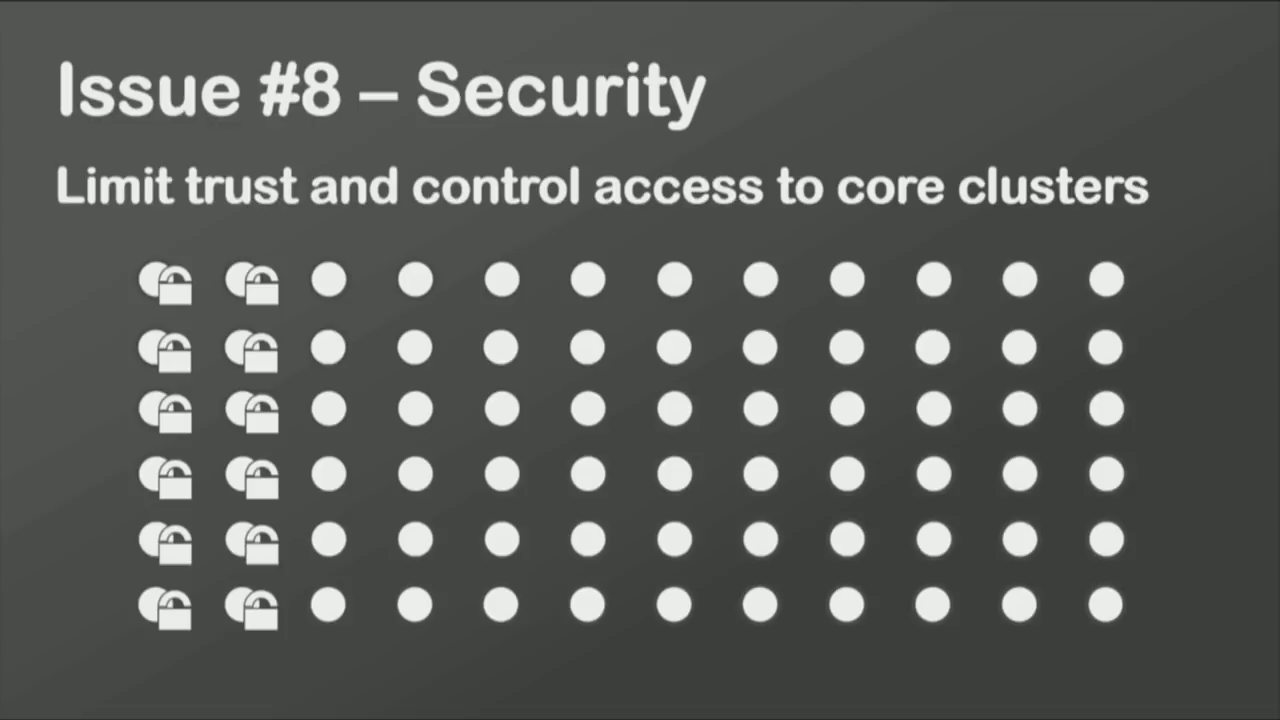 Issue #8 – Security
Limit trust and control access to core clusters